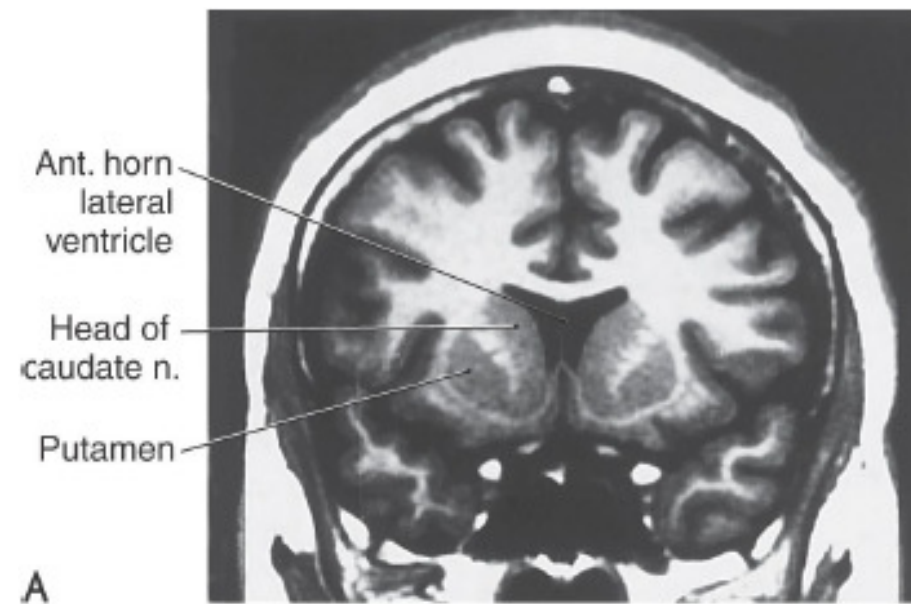 Ant. horn
lateral
ventricle
Head of
caudate n.
Putamen
A